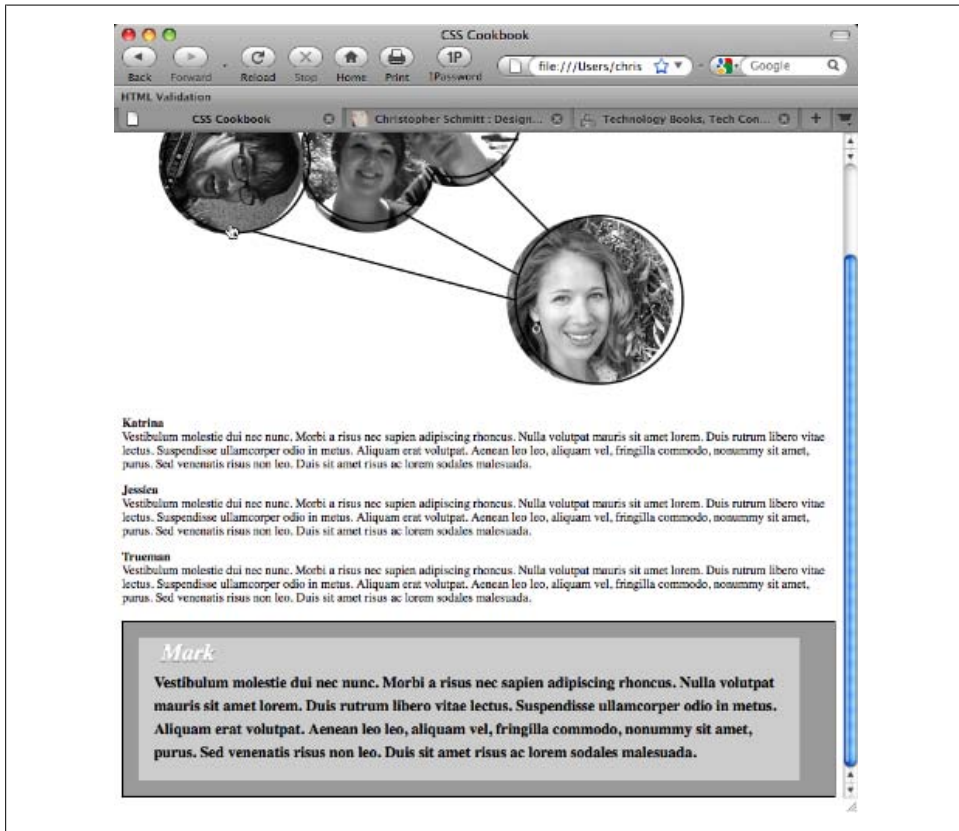 CSS Cookbook
1P
file:///Users/chris
Google
Back Forward Reload Stop Home Print 1Password
HTML Validation
CSS Cookbook
Christopher Schmitt : Design...
Technology Books, Tech Con...
Katrina
Vestibulum molestie dui nec nunc. Morbi a risus nec sapien adipiscing rhoncus. Nulla volutpat mauris sit amet lorem. Duis rutrum libero vitae
lectus. Suspendisse ullamcorper odio in metus. Aliquam erat volutpat. Aenean leo leo, aliquam vel, fringilla commodo, nonummy sit amet,
purus. Sed venenatis risus non leo. Duis sit amet risus ac lorem sodales malesuada.
Jessica
Vestibulum molestie dui nec nunc. Morbi a risus nec sapien adipiscing rhoncus. Nulla volutpat mauris sit amet lorem. Duis rutrum libero vitae
lectus. Suspendisse ullamcorper odio in metus. Aliquam erat volutpat. Aenean leo leo, aliquam vel, fringilla commodo, nonummy sit amet,
purus. Sed venenatis risus non leo. Duis sit amet risus ac lorem sodales malesuada.
Trueman
Vestibulum molestie dui nec nunc. Morbi a risus nec sapien adipiscing rhoncus. Nulla volutpat mauris sit amet lorem. Duis rutrum libero vitae
lectus. Suspendisse ullamcorper odio in metus. Aliquam erat volutpat. Aenean leo leo, aliquam vel, fringilla commodo, nonummy sit amet,
purus. Sed venenatis risus non leo. Duis sit amet risus ac lorem sodales malesuada.
Mark
Vestibulum molestie dui nec nunc. Morbi a risus nec sapien adipiscing rhoncus. Nulla volutpat
mauris sit amet lorem. Duis rutrum libero vitae lectus. Suspendisse ullamcorper odio in metus.
Aliquam erat volutpat. Aenean leo leo, aliquam vel, fringilla commodo, nonummy sit amet,
purus. Sed venenatis risus non leo. Duis sit amet risus ac lorem sodales malesuada.